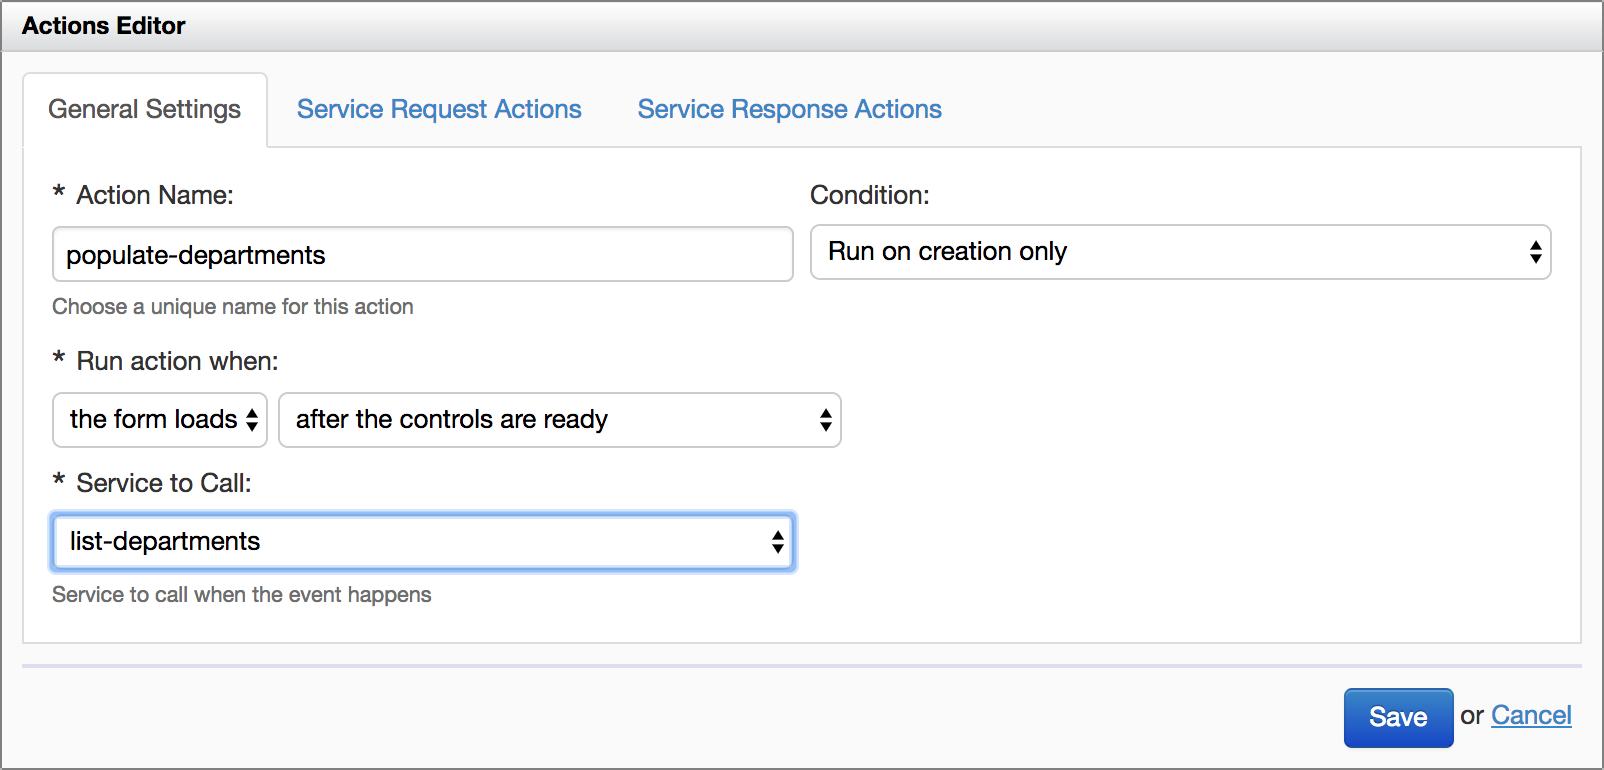 Actions Editor
General Settings
Service Request Actions
Service Response Actions
* Action Name:
Condition:
populate-departments
Run on creation only
Choose a unique name for this action
* Run action when:
the form loads
after the controls are ready
* Service to Call:
list-departments
Service to call when the event happens
Save or Cancel